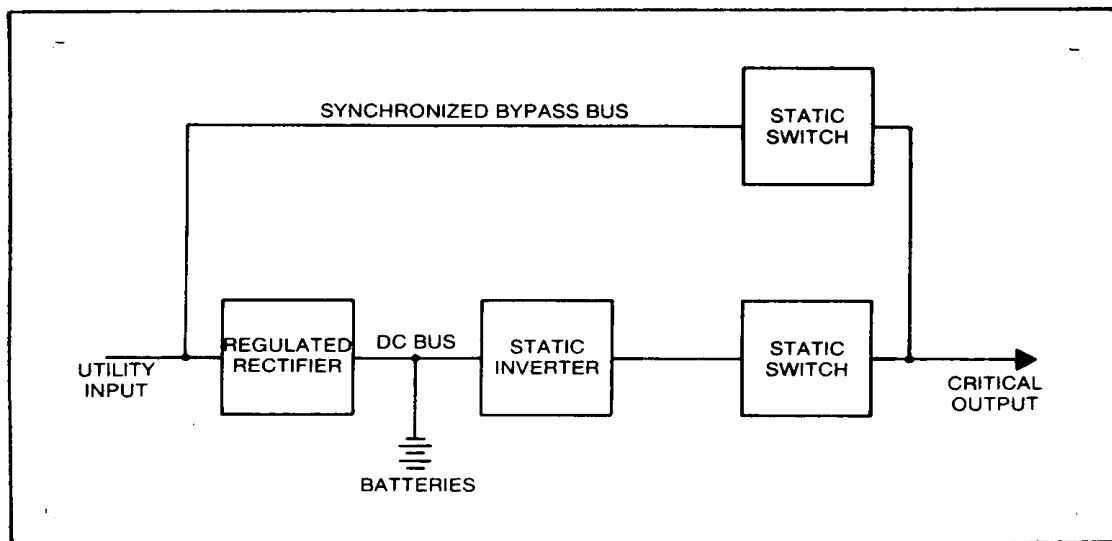 SYNCHRONIZED BYPASS BUS
STATIC
SWITCH
UTILITY
INPUT
REGULATED
RECTIFIER
DC BUS
BATTERIES
STATIC
INVERTER
STATIC
SWITCH
CRITICAL
OUTPUT